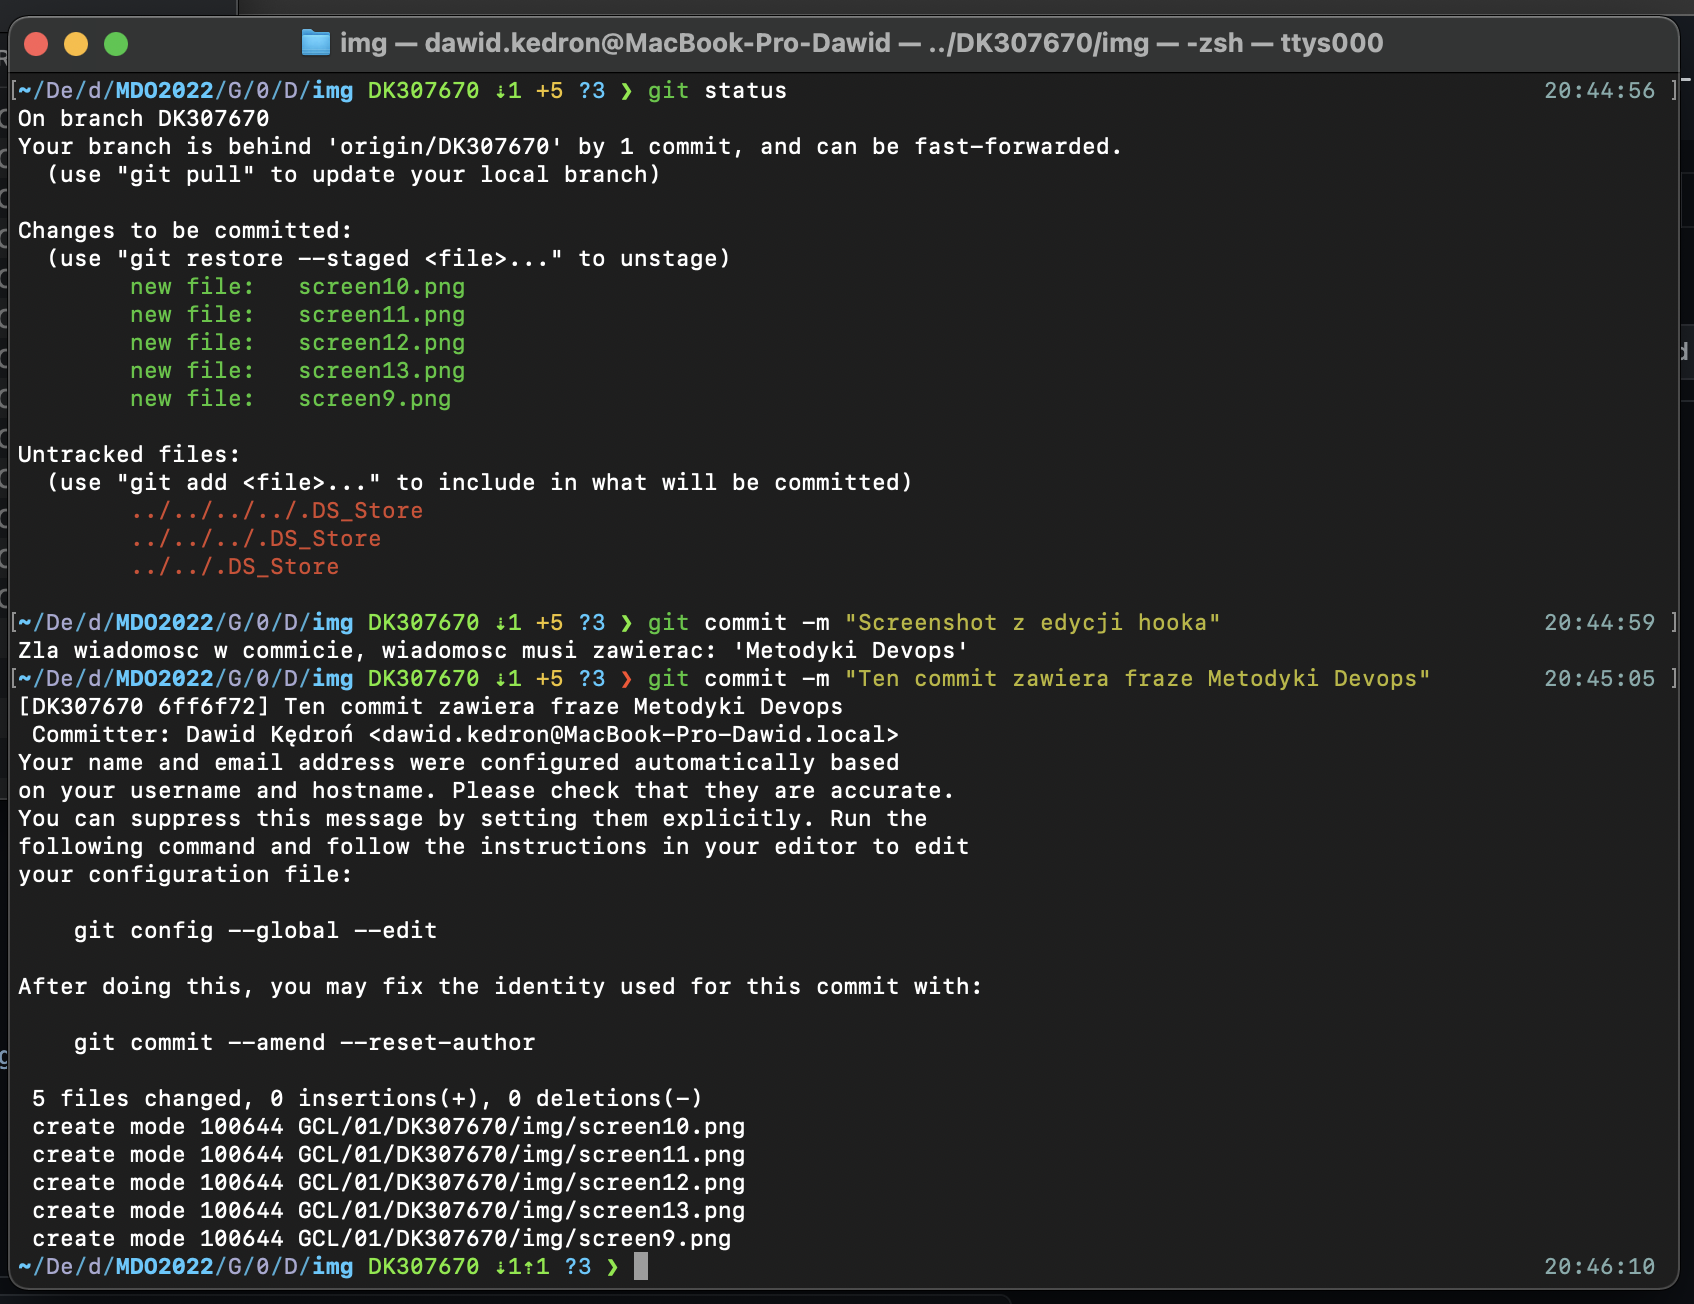 img — dawid.kedron@MacBook-Pro-Dawid — ../DK307670/img — -zsh — ttys000
[~/De/d/MDO2022/G/0/D/img DK307670 ⇣1 +5 ?3 ❯ git status 20:44:56 ]
On branch DK307670
Your branch is behind 'origin/DK307670' by 1 commit, and can be fast-forwarded.
  (use "git pull" to update your local branch)
Changes to be committed:
  (use "git restore --staged <file>..." to unstage)
        new file:   screen10.png
        new file:   screen11.png
        new file:   screen12.png
        new file:   screen13.png
        new file:   screen9.png
Untracked files:
  (use "git add <file>..." to include in what will be committed)
        ../../../../.DS_Store
        ../../../.DS_Store
        ../../.DS_Store
[~/De/d/MDO2022/G/0/D/img DK307670 ⇣1 +5 ?3 ❯ git commit -m "Screenshot z edycji hooka" 20:44:59 ]
Zla wiadomosc w commicie, wiadomosc musi zawierac: 'Metodyki Devops'
[~/De/d/MDO2022/G/0/D/img DK307670 ⇣1 +5 ?3 ❯ git commit -m "Ten commit zawiera fraze Metodyki Devops" 20:45:05 ]
[DK307670 6ff6f72] Ten commit zawiera fraze Metodyki Devops
 Committer: Dawid Kędroń <dawid.kedron@MacBook-Pro-Dawid.local>
Your name and email address were configured automatically based
on your username and hostname. Please check that they are accurate.
You can suppress this message by setting them explicitly. Run the
following command and follow the instructions in your editor to edit
your configuration file:
    git config --global --edit
After doing this, you may fix the identity used for this commit with:
    git commit --amend --reset-author
 5 files changed, 0 insertions(+), 0 deletions(-)
 create mode 100644 GCL/01/DK307670/img/screen10.png
 create mode 100644 GCL/01/DK307670/img/screen11.png
 create mode 100644 GCL/01/DK307670/img/screen12.png
 create mode 100644 GCL/01/DK307670/img/screen13.png
 create mode 100644 GCL/01/DK307670/img/screen9.png
~/De/d/MDO2022/G/0/D/img DK307670 ⇣1⇡1 ?3 ❯ 20:46:10